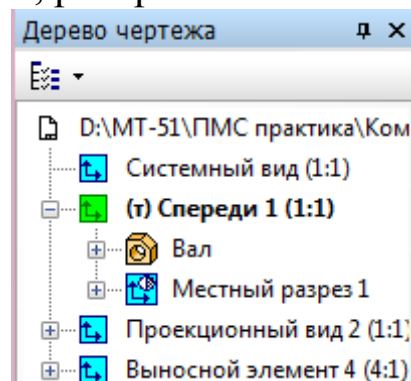 Дерево чертежа
D:\МТ-51\ПМС практика\Ком
Системный вид (1:1)
(т) Спереди 1 (1:1)
Вал
Местный разрез 1
Проекционный вид 2 (1:1)
Выносной элемент 4 (4:1)